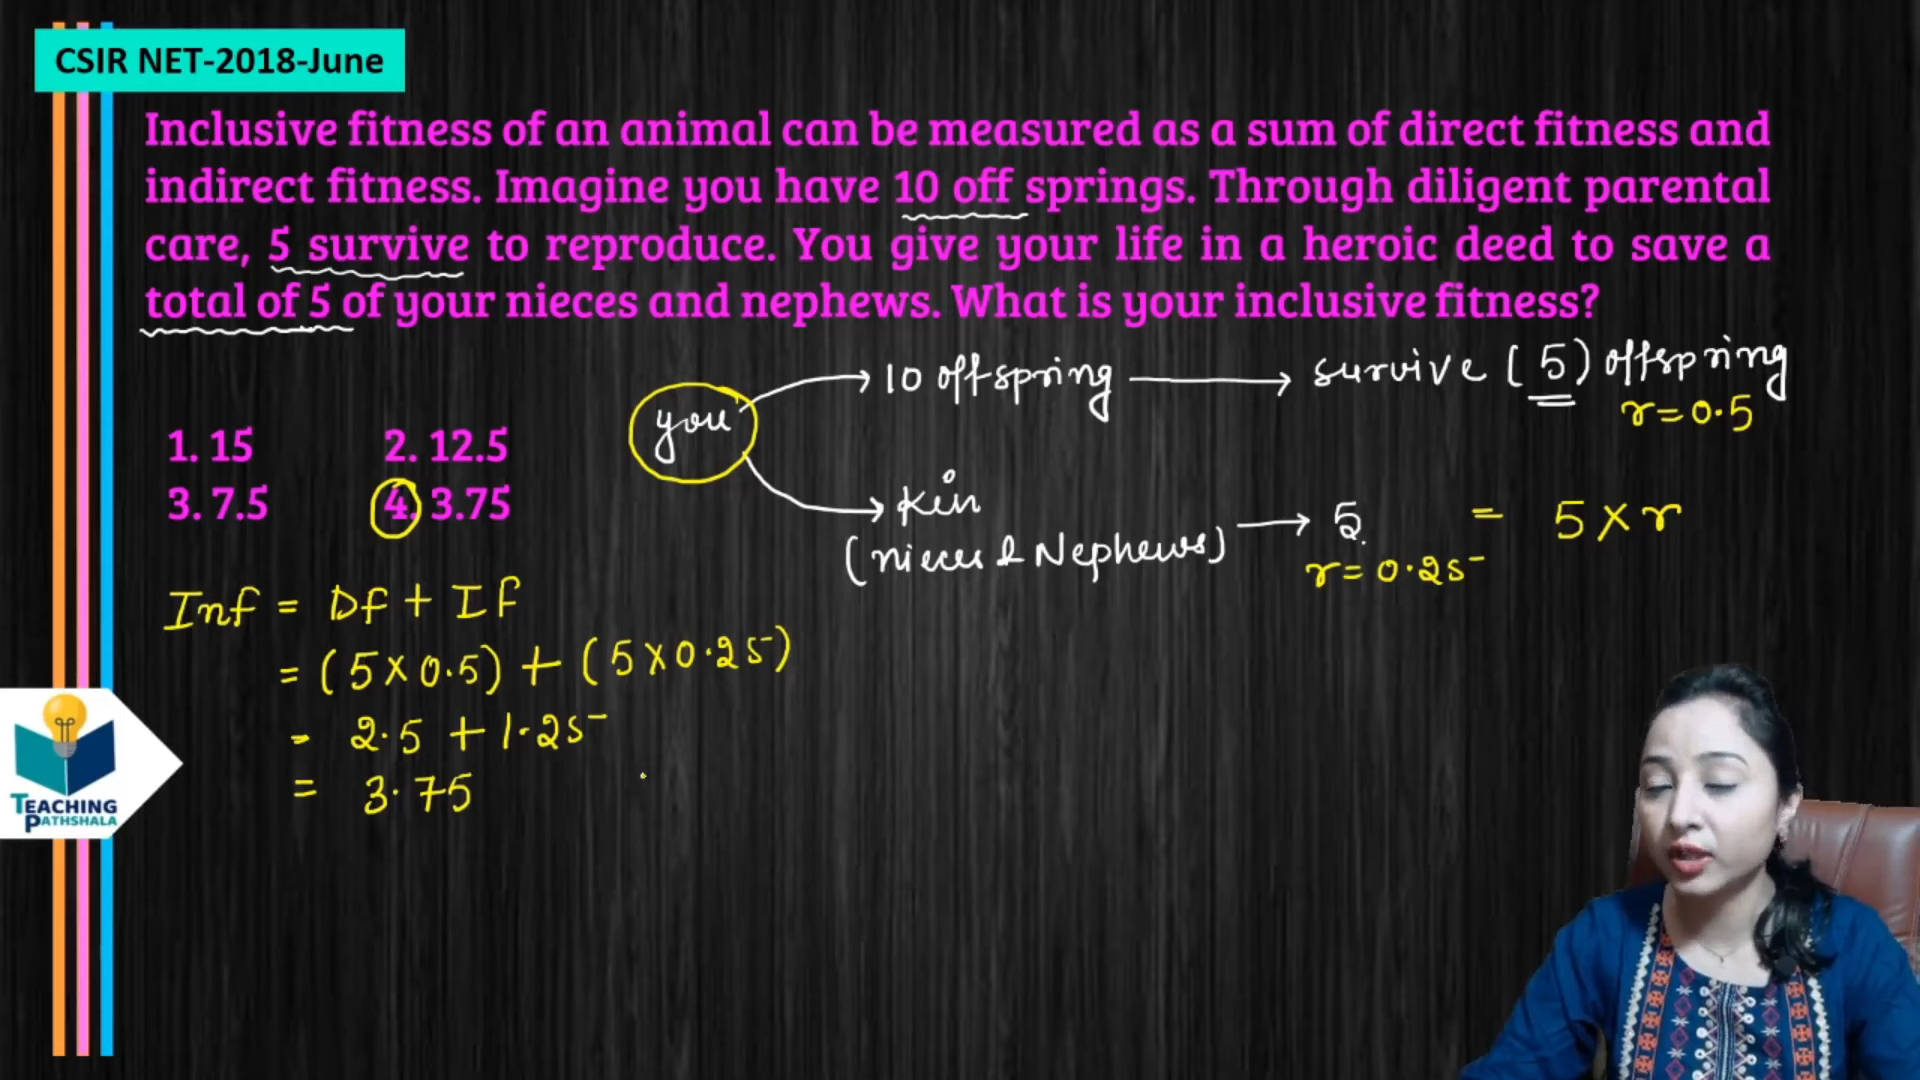 CSIR NET-2018-June
Inclusive fitness of an animal can be measured as a sum of direct fitness and
indirect fitness. Imagine you have 10 off springs. Through diligent parental
care, 5 survive to reproduce. You give your life in a heroic deed to save a
total of 5 of your nieces and nephews. What is your inclusive fitness?
you
10 offspring
survive (5) offspring
r=0.5
1. 15
2. 12.5
3. 7.5
4. 3.75
Kin
(nieces & Nephews)
5
= 5×r
r=0.25
Inf = Df + If
= (5×0.5) + (5×0.25)
= 2.5 + 1.25
= 3.75
TEACHING
PATHSHALA